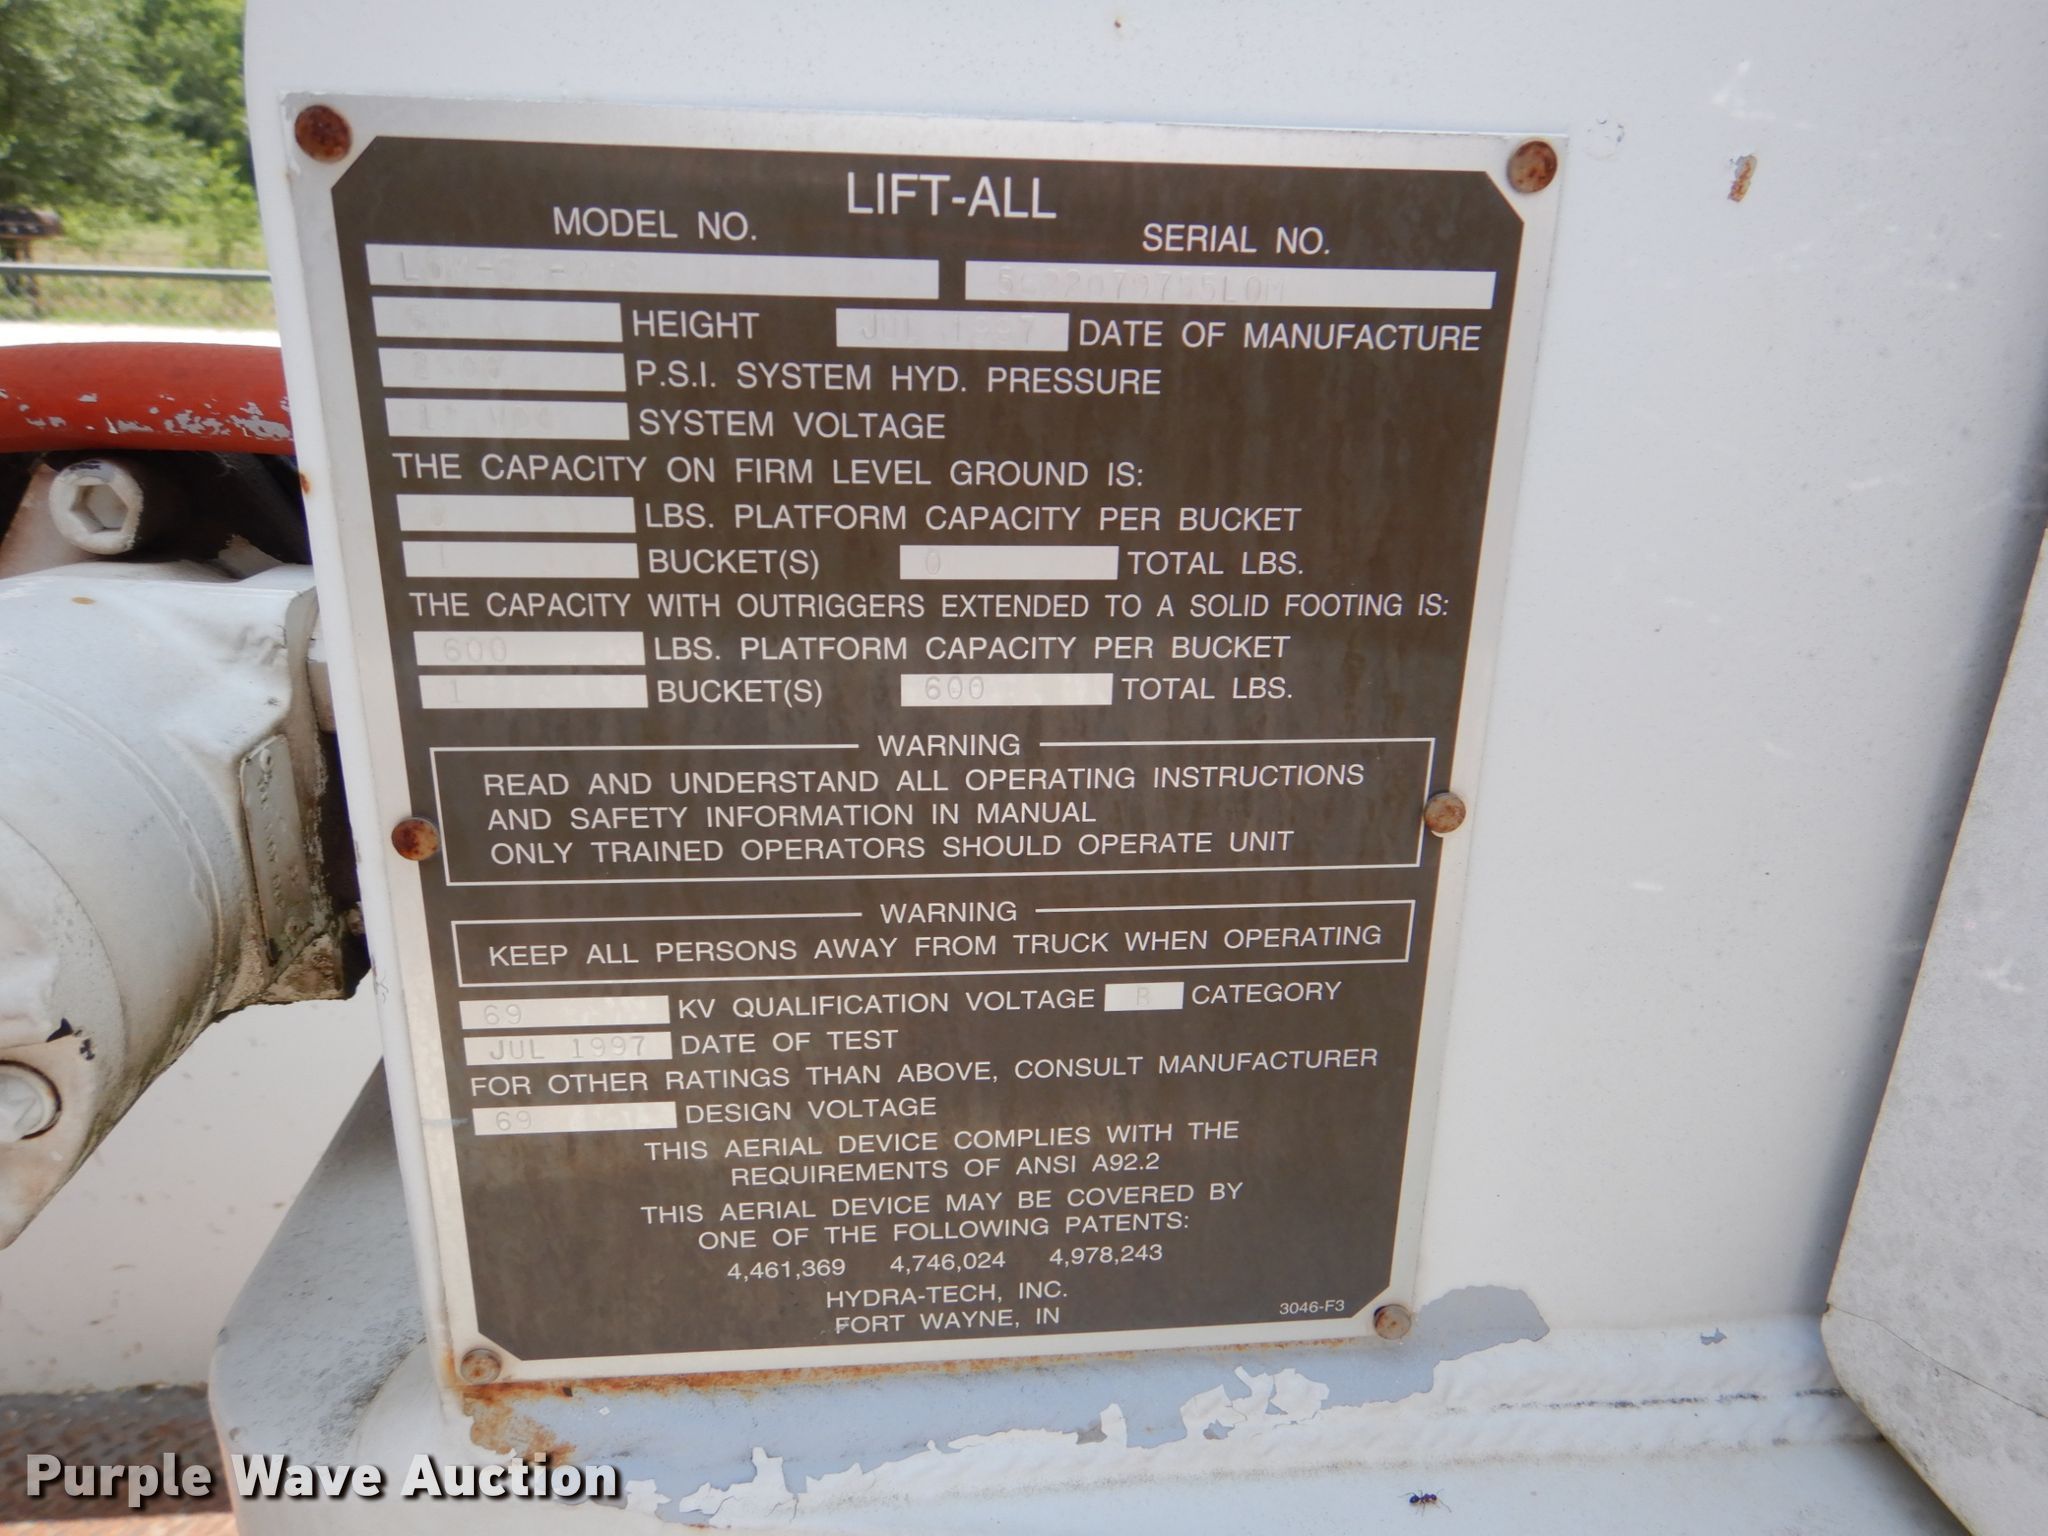 LIFT-ALL
MODEL NO. SERIAL NO.
HEIGHT JUL 1997 DATE OF MANUFACTURE
P.S.I. SYSTEM HYD. PRESSURE
SYSTEM VOLTAGE
THE CAPACITY ON FIRM LEVEL GROUND IS:
LBS. PLATFORM CAPACITY PER BUCKET
1 BUCKET(S) 0 TOTAL LBS.
THE CAPACITY WITH OUTRIGGERS EXTENDED TO A SOLID FOOTING IS:
600 LBS. PLATFORM CAPACITY PER BUCKET
1 BUCKET(S) 600 TOTAL LBS.
WARNING
READ AND UNDERSTAND ALL OPERATING INSTRUCTIONS
AND SAFETY INFORMATION IN MANUAL
ONLY TRAINED OPERATORS SHOULD OPERATE UNIT
WARNING
KEEP ALL PERSONS AWAY FROM TRUCK WHEN OPERATING
69 KV QUALIFICATION VOLTAGE B CATEGORY
JUL 1997 DATE OF TEST
FOR OTHER RATINGS THAN ABOVE, CONSULT MANUFACTURER
69 DESIGN VOLTAGE
THIS AERIAL DEVICE COMPLIES WITH THE
REQUIREMENTS OF ANSI A92.2
THIS AERIAL DEVICE MAY BE COVERED BY
ONE OF THE FOLLOWING PATENTS:
4,461,369 4,746,024 4,978,243
HYDRA-TECH, INC.
FORT WAYNE, IN
3046-F3
Purple Wave Auction